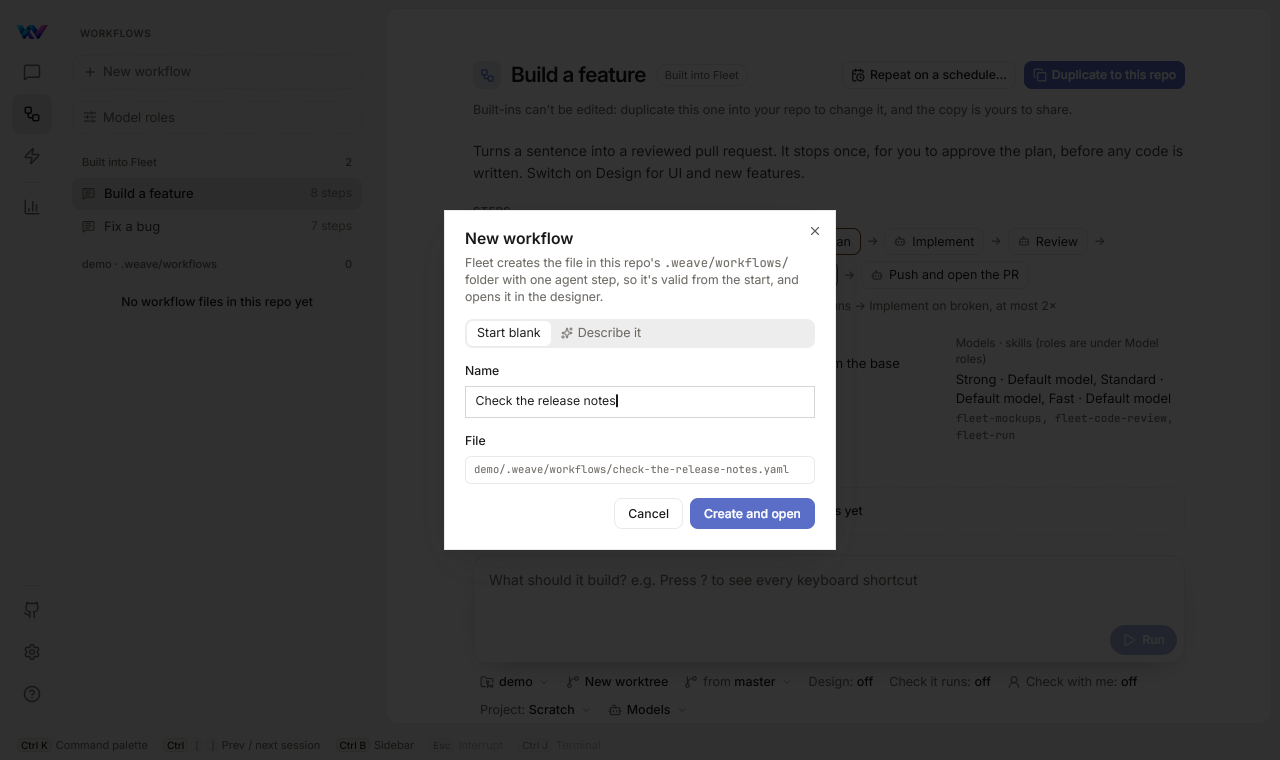 WORKFLOWS
New workflow
Model roles
Built into Fleet 2
Build a feature 8 steps
Fix a bug 7 steps
demo · .weave/workflows 0
No workflow files in this repo yet
Build a feature Built into Fleet Repeat on a schedule... Duplicate to this repo
Built-ins can't be edited: duplicate this one into your repo to change it, and the copy is yours to share.
Turns a sentence into a reviewed pull request. It stops once, for you to approve the plan, before any code is
written. Switch on Design for UI and new features.
STEPS
an → Implement → Review →
→ Push and open the PR
ns → Implement on broken, at most 2×
Models · skills (roles are under Model
roles)
n the base
Strong · Default model, Standard ·
Default model, Fast · Default model
fleet-mockups, fleet-code-review,
fleet-run
s yet
New workflow
Fleet creates the file in this repo's .weave/workflows/
folder with one agent step, so it's valid from the start, and
opens it in the designer.
Start blank Describe it
Name
Check the release notes
File
demo/.weave/workflows/check-the-release-notes.yaml
Cancel Create and open
What should it build? e.g. Press ? to see every keyboard shortcut
Run
demo New worktree from master Design: off Check it runs: off Check with me: off
Project: Scratch Models
Ctrl K Command palette Ctrl [ ] Prev / next session Ctrl B Sidebar Esc Interrupt Ctrl J Terminal